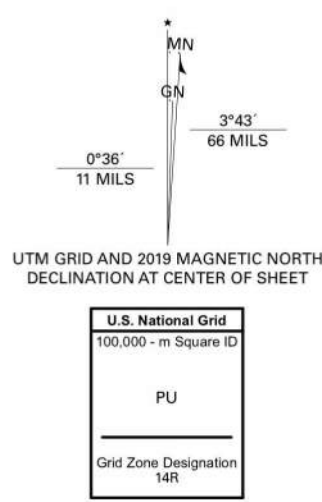 MN
GN
3°43´
66 MILS
0°36´
11 MILS
UTM GRID AND 2019 MAGNETIC NORTH
DECLINATION AT CENTER OF SHEET
U.S. National Grid
100,000 - m Square ID
PU
Grid Zone Designation
14R